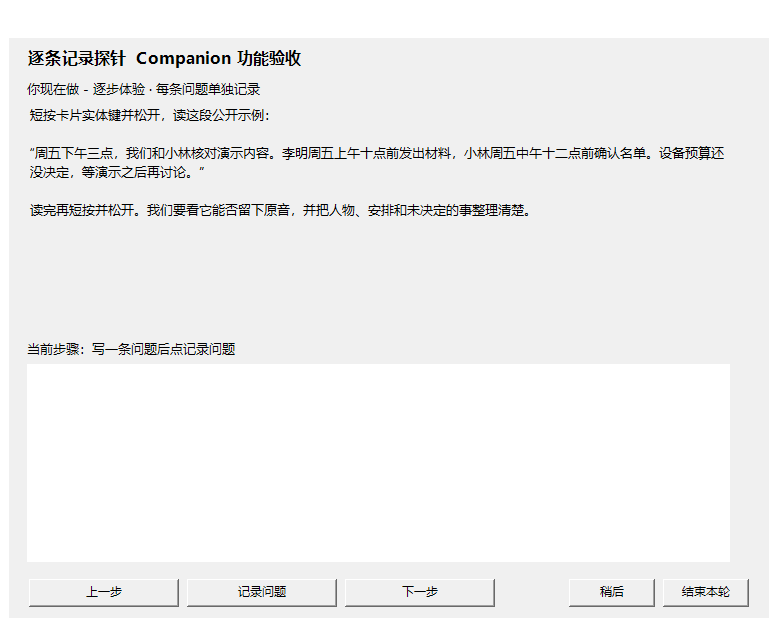 逐条记录探针 Companion 功能验收
你现在做 - 逐步体验 · 每条问题单独记录
短按卡片实体键并松开，读这段公开示例：
“周五下午三点，我们和小林核对演示内容。李明周五上午十点前发出材料，小林周五中午十二点前确认名单。设备预算还
没决定，等演示之后再讨论。”
读完再短按并松开。我们要看它能否留下原音，并把人物、安排和未决定的事整理清楚。
当前步骤：写一条问题后点记录问题
上一步 记录问题 下一步 稍后 结束本轮